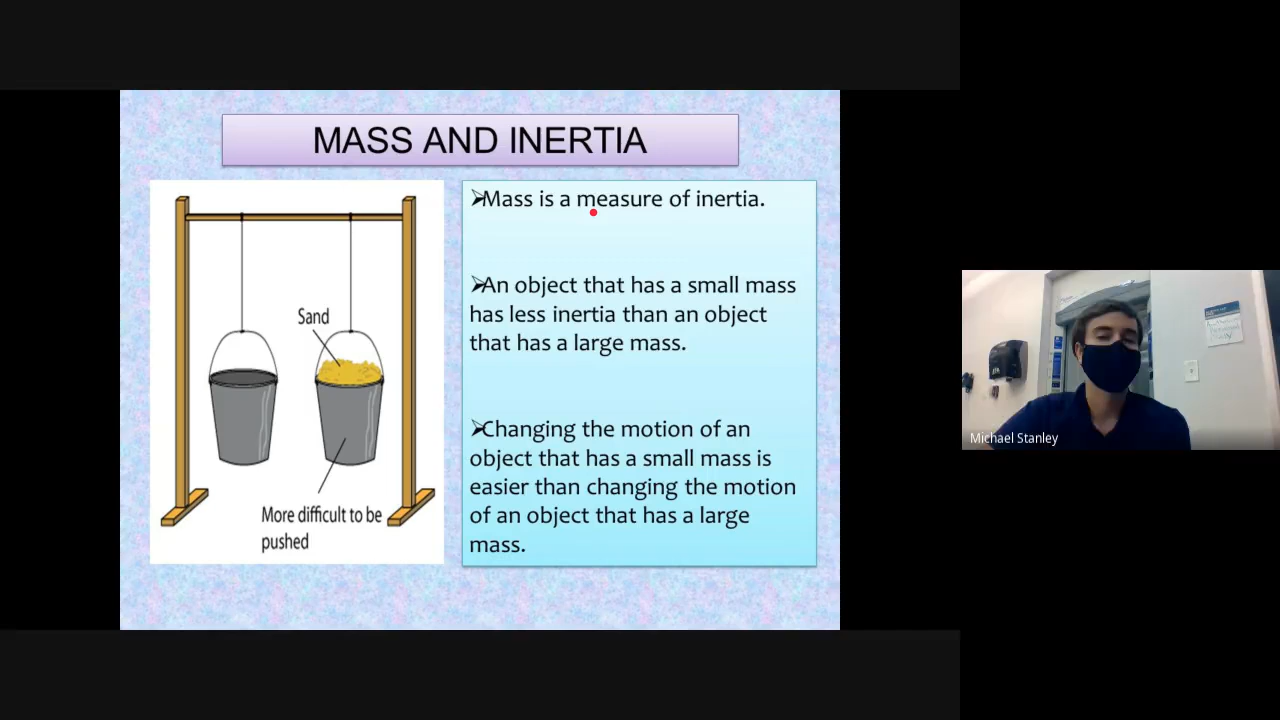 MASS AND INERTIA
Sand
More difficult to be
pushed
➢Mass is a measure of inertia.
➢An object that has a small mass
has less inertia than an object
that has a large mass.
➢Changing the motion of an
object that has a small mass is
easier than changing the motion
of an object that has a large
mass.
Michael Stanley